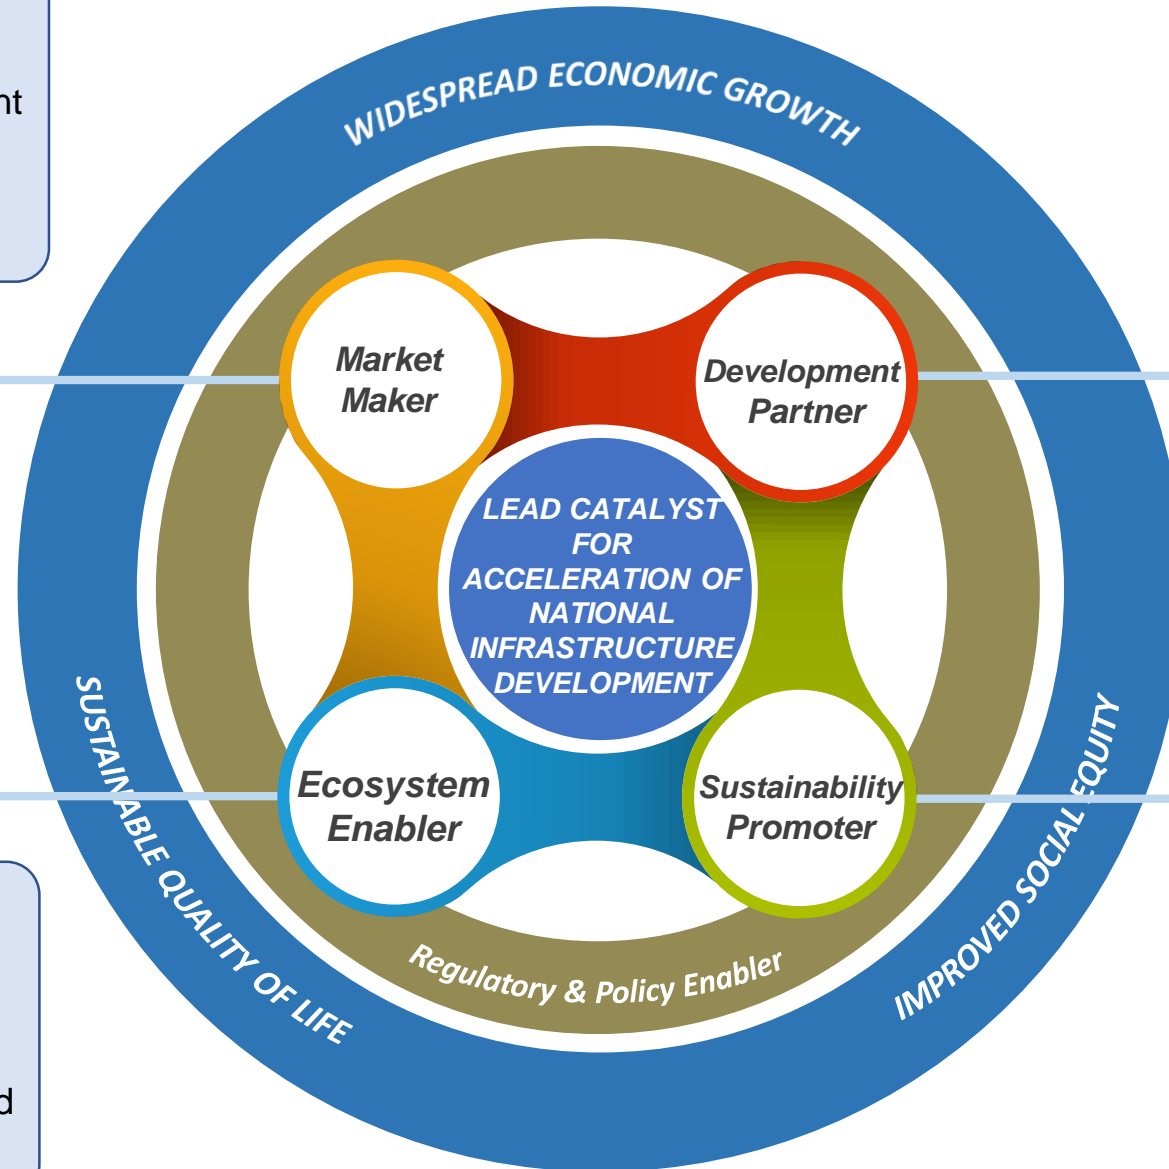 WIDESPREAD ECONOMIC GROWTH
Market
Maker
Development
Partner
LEAD CATALYST
FOR
ACCELERATION OF
NATIONAL
INFRASTRUCTURE
DEVELOPMENT
Ecosystem
Enabler
Sustainability
Promoter
Regulatory & Policy Enabler
SUSTAINABLE QUALITY OF LIFE
IMPROVED SOCIAL EQUITY